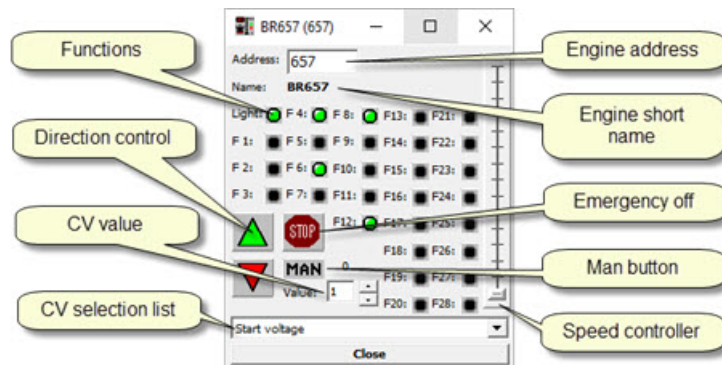 BR657 (657)
Functions
Address: 657
Engine address
Name: BR657
Engine short
name
Light: F 4: F 8: F13: F21:
Direction control
F 1: F 5: F 9: F14: F22:
F 2: F 6: F10: F15: F23:
F 3: F 7: F11: F16: F24:
Emergency off
CV value
STOP
F12: F17: F25:
F18: F26:
MAN 0
Man button
F19: F27:
Value: 1
F20: F28:
CV selection list
Speed controller
Start voltage
Close